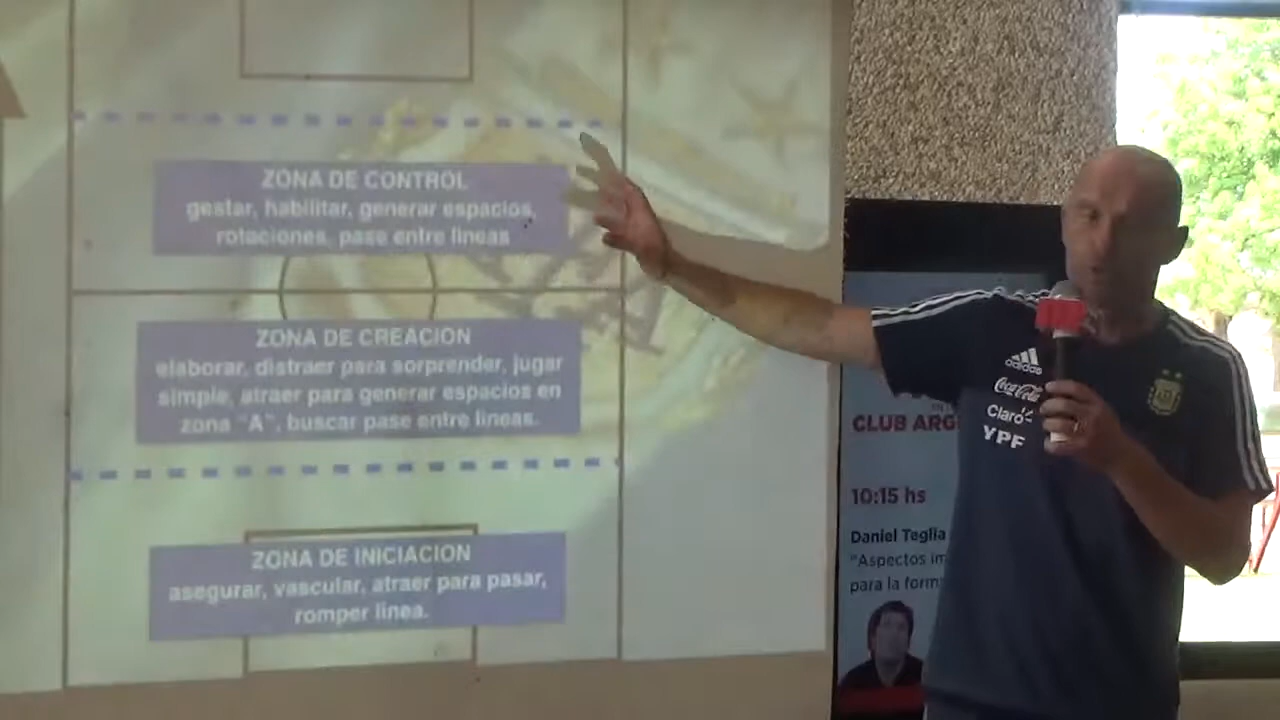 ZONA DE CONTROL
gestar, habilitar, generar espacios,
rotaciones, pase entre lineas
ZONA DE CREACION
elaborar, distraer para sorprender, jugar
simple, atraer para generar espacios en
zona "A", buscar pase entre lineas.
ZONA DE INICIACION
asegurar, vascular, atraer para pasar,
romper linea.
CLUB ARG
10:15 hs
Daniel Teglia
"Aspectos im
para la form
adidas
Coca-Cola
Claro
YPF
AFA